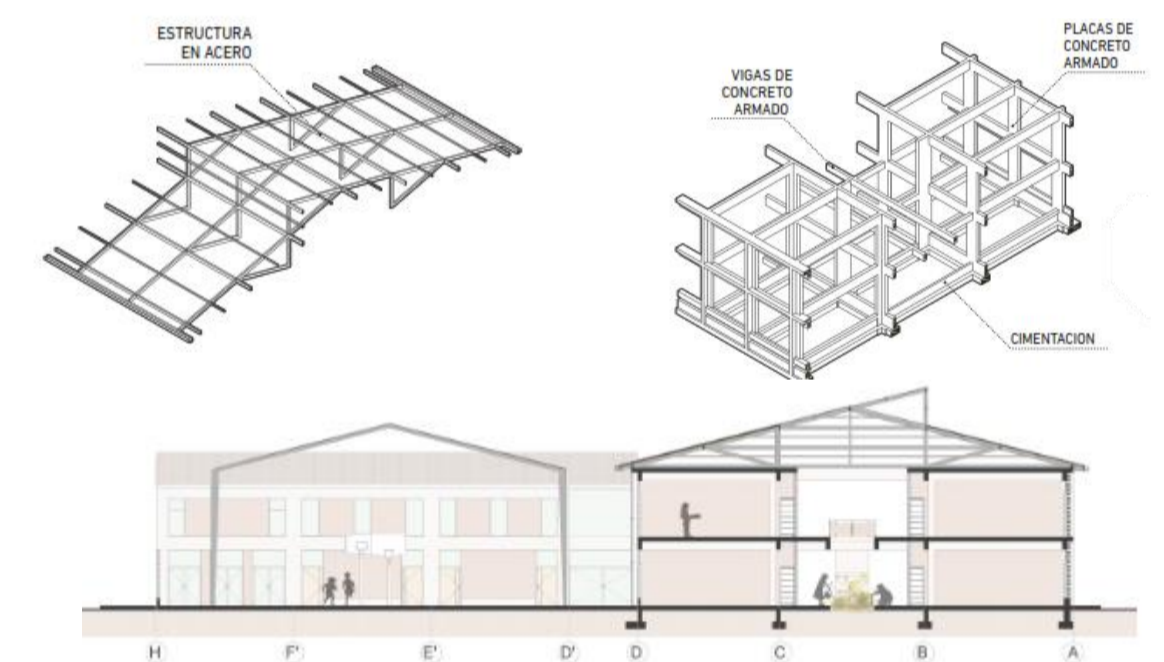 ESTRUCTURA
EN ACERO
PLACAS DE
CONCRETO
ARMADO
VIGAS DE
CONCRETO
ARMADO
CIMENTACION
H F' E' D' D C B A